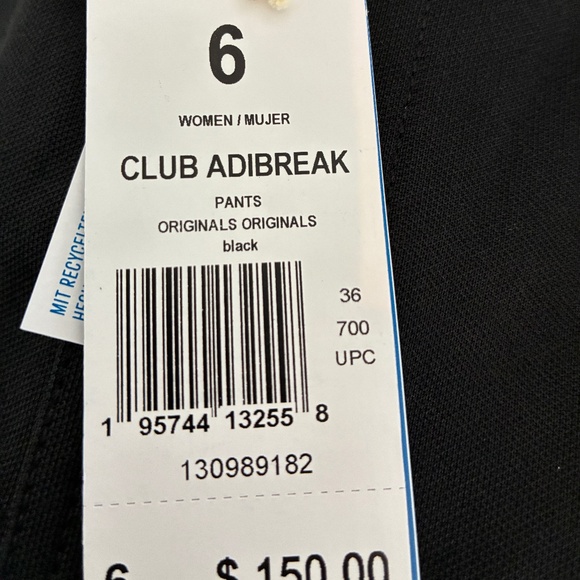 6
WOMEN / MUJER
CLUB ADIBREAK
PANTS
ORIGINALS ORIGINALS
black
36
700
UPC
1 95744 13255 8
130989182
6 $ 150.00
MIT RECYCELTE